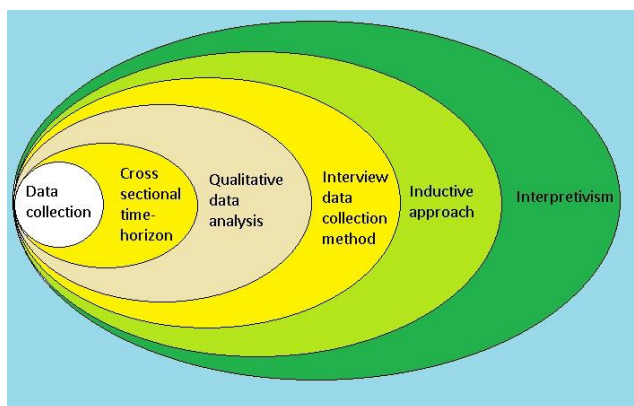 Data
collection
Cross
sectional
time-
horizon
Qualitative
data
analysis
Interview
data
collection
method
Inductive
approach
Interpretivism